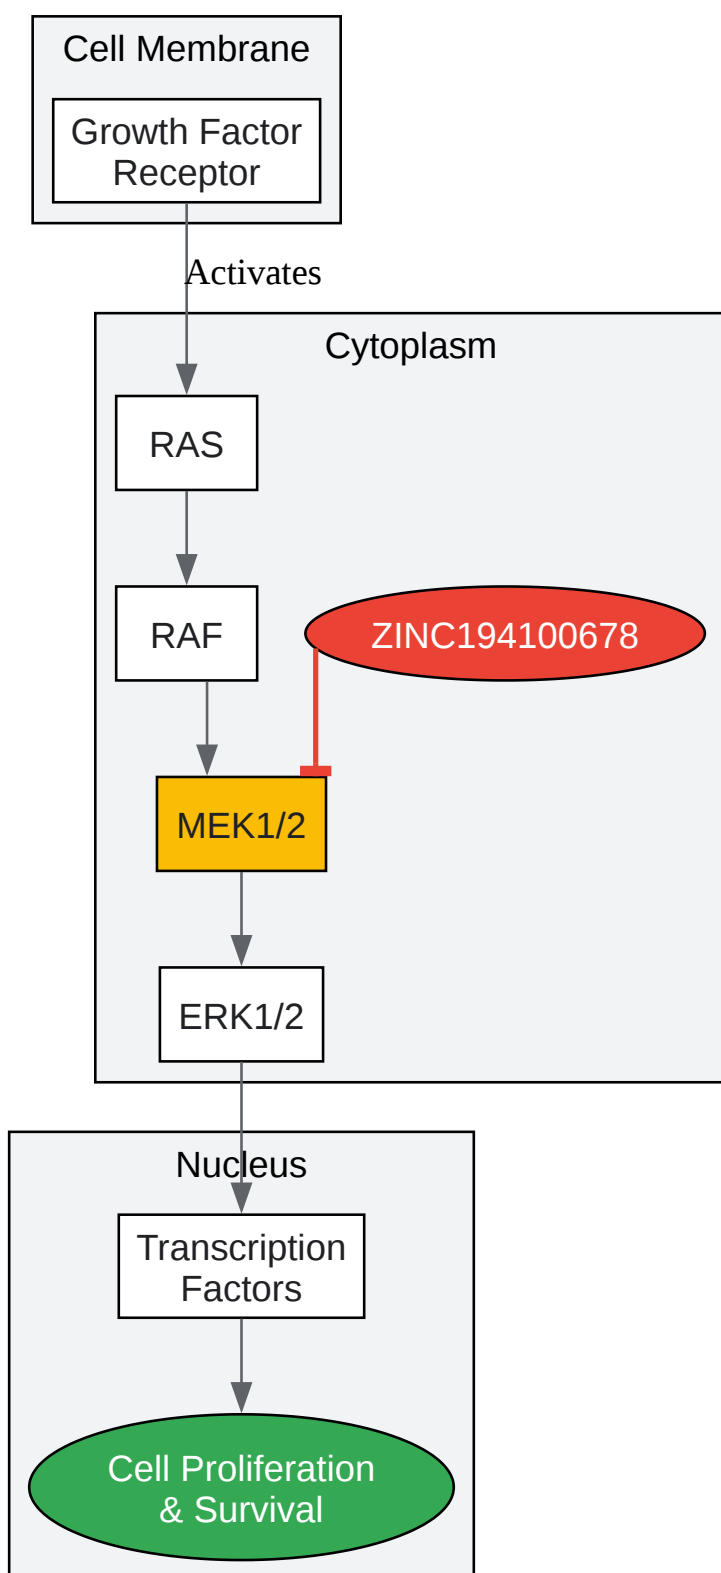 Cell Membrane
Growth Factor
Receptor
Activates
Cytoplasm
RAS
RAF
ZINC194100678
MEK1/2
ERK1/2
Nucleus
Transcription
Factors
Cell Proliferation
& Survival